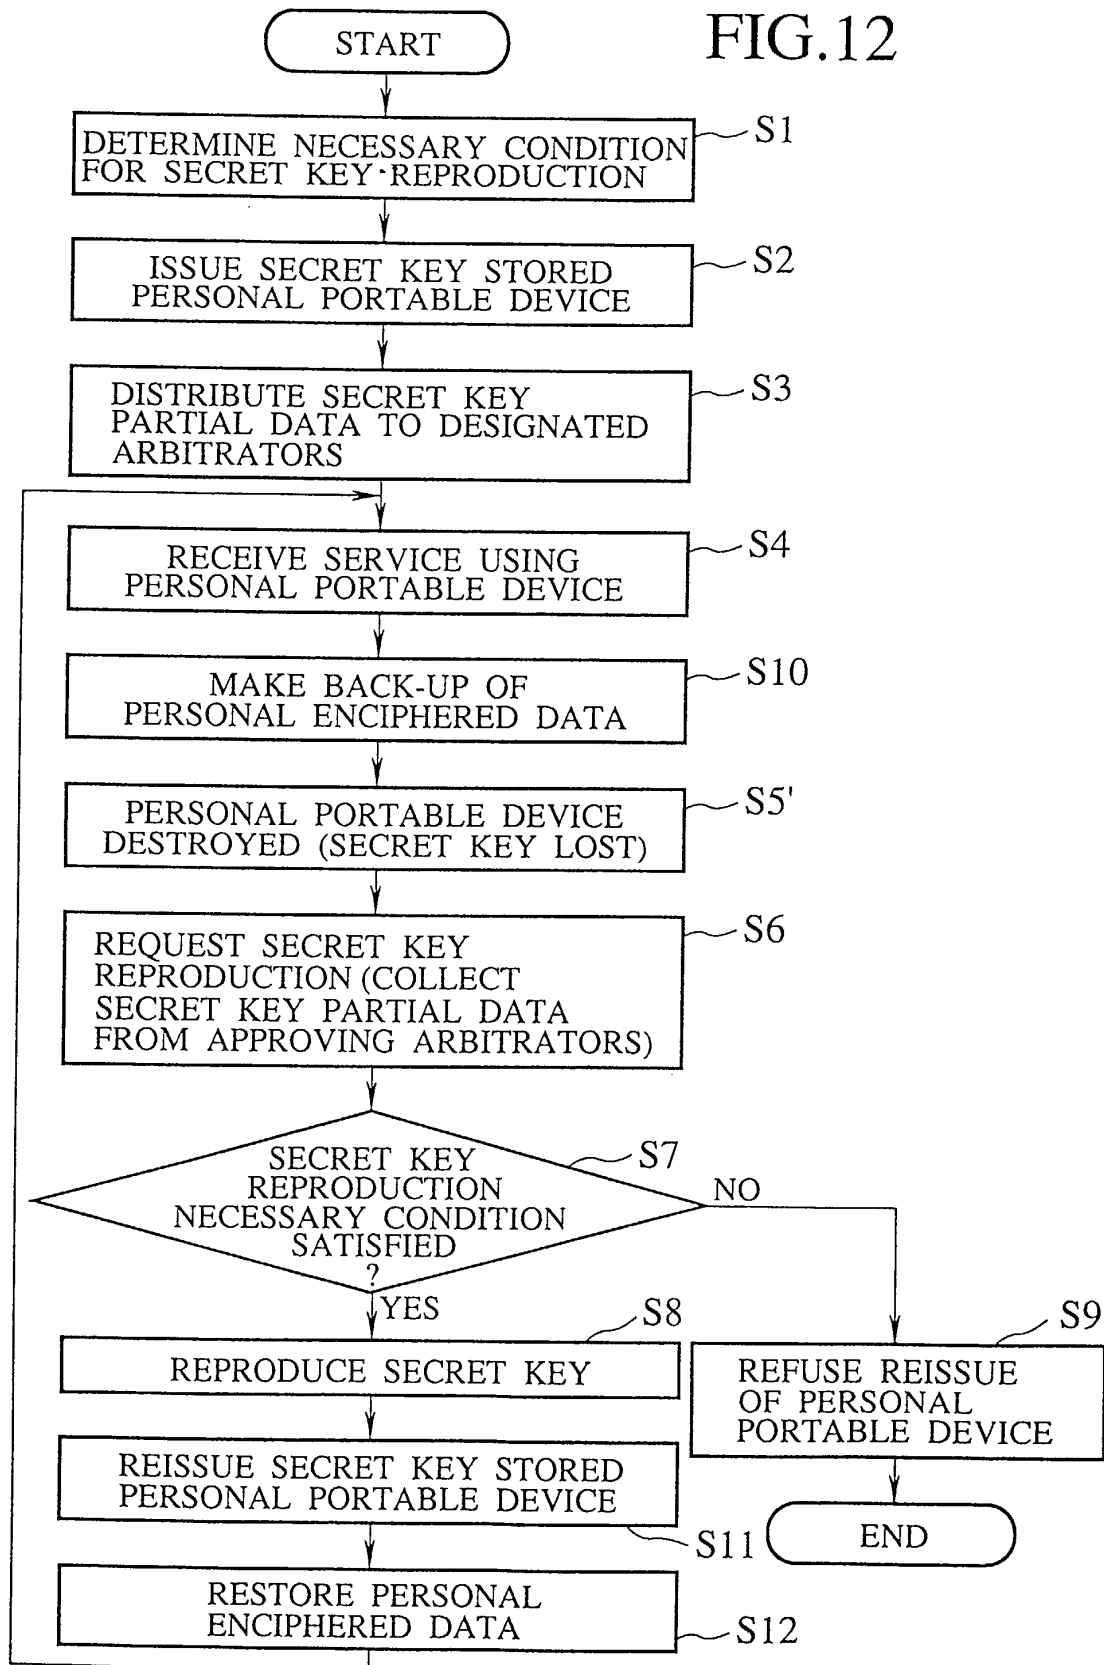 FIG.12
START
S1
DETERMINE NECESSARY CONDITION
FOR SECRET KEY-REPRODUCTION
S2
ISSUE SECRET KEY STORED
PERSONAL PORTABLE DEVICE
S3
DISTRIBUTE SECRET KEY
PARTIAL DATA TO DESIGNATED
ARBITRATORS
S4
RECEIVE SERVICE USING
PERSONAL PORTABLE DEVICE
S10
MAKE BACK-UP OF
PERSONAL ENCIPHERED DATA
S5'
PERSONAL PORTABLE DEVICE
DESTROYED (SECRET KEY LOST)
S6
REQUEST SECRET KEY
REPRODUCTION (COLLECT
SECRET KEY PARTIAL DATA
FROM APPROVING ARBITRATORS)
S7
SECRET KEY
REPRODUCTION
NECESSARY CONDITION
SATISFIED
?
NO
YES
S8
REPRODUCE SECRET KEY
S9
REFUSE REISSUE
OF PERSONAL
PORTABLE DEVICE
REISSUE SECRET KEY STORED
PERSONAL PORTABLE DEVICE
S11
END
RESTORE PERSONAL
ENCIPHERED DATA
S12